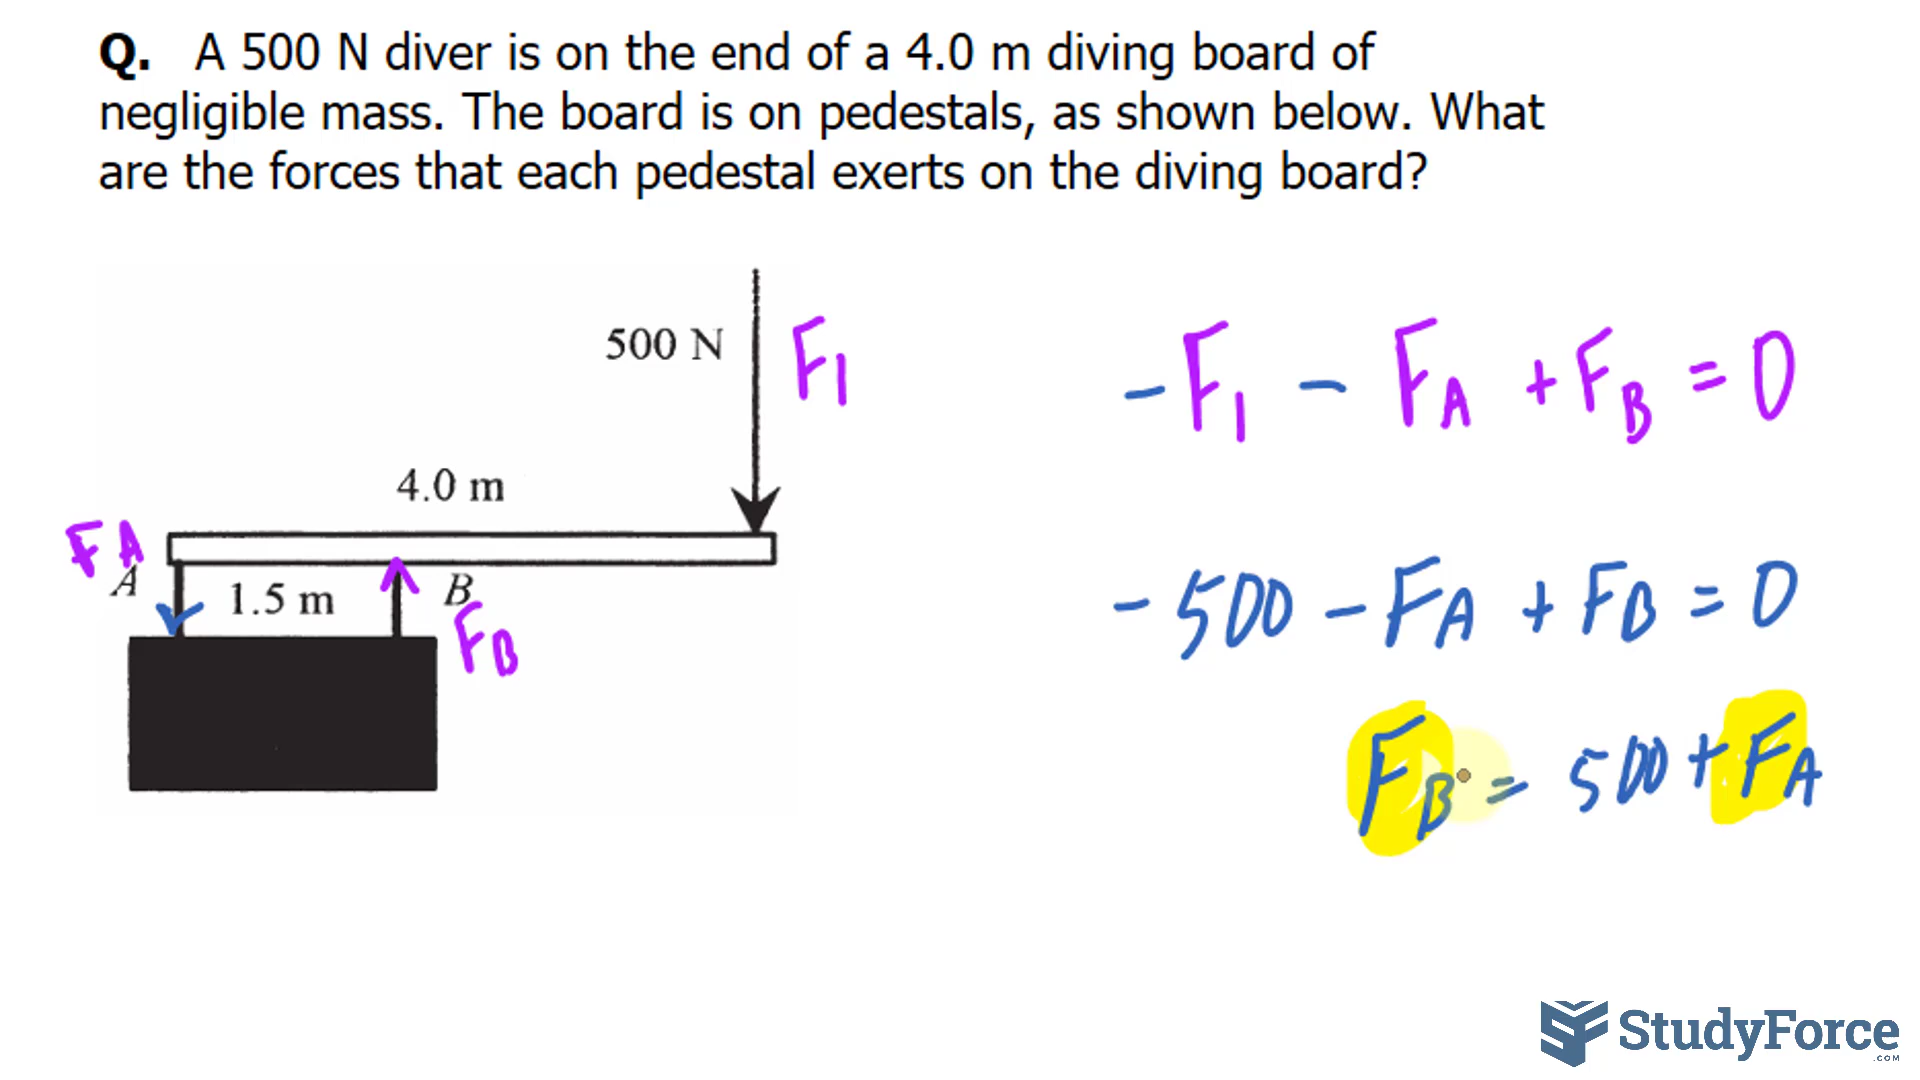 Q. A 500 N diver is on the end of a 4.0 m diving board of
negligible mass. The board is on pedestals, as shown below. What
are the forces that each pedestal exerts on the diving board?
500 N
F1
-F1 - FA + FB = 0
4.0 m
FA
A
1.5 m
B
FB
-500 - FA + FB = 0
FB = 500 + FA
StudyForce
.COM